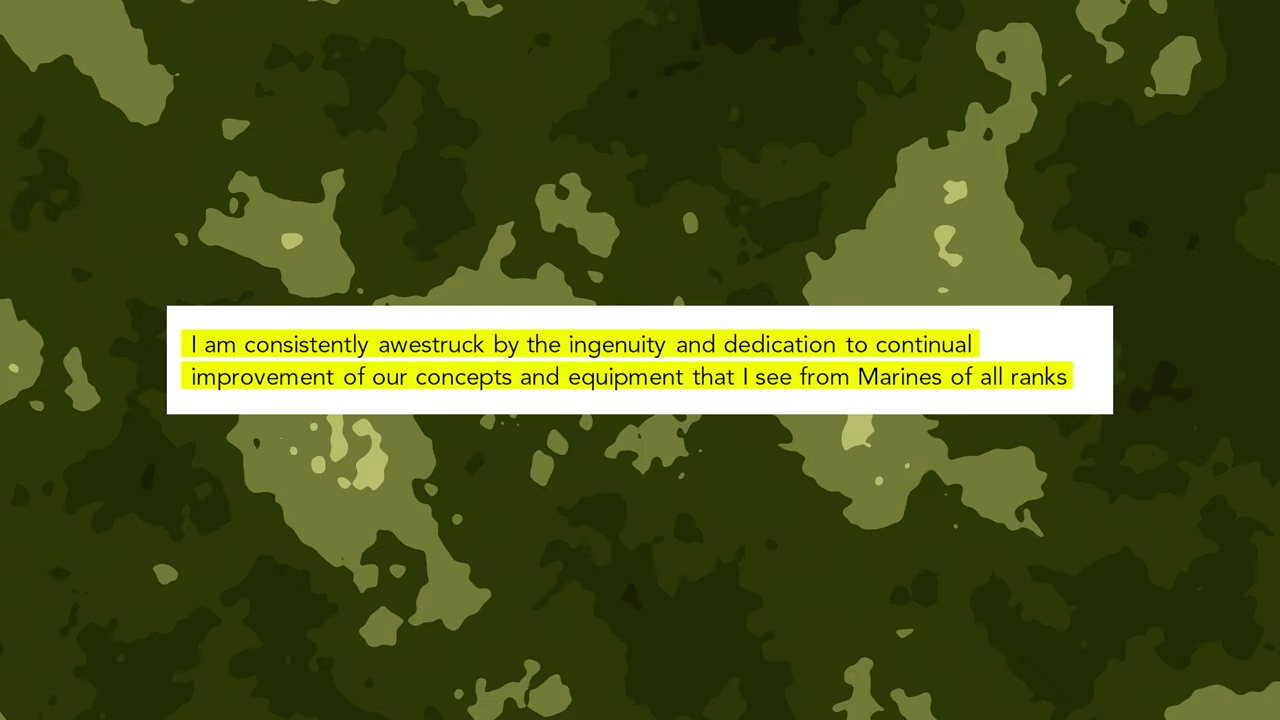 I am consistently awestruck by the ingenuity and dedication to continual
improvement of our concepts and equipment that I see from Marines of all ranks